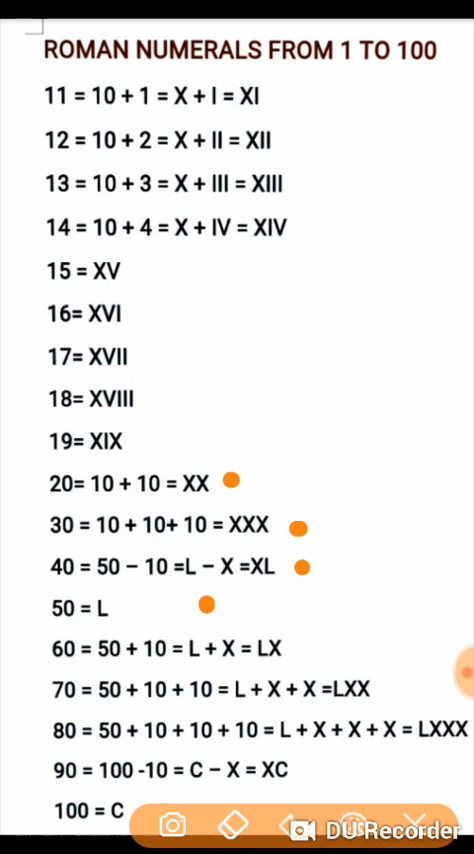 ROMAN NUMERALS FROM 1 TO 100
11 = 10 + 1 = X + I = XI
12 = 10 + 2 = X + II = XII
13 = 10 + 3 = X + III = XIII
14 = 10 + 4 = X + IV = XIV
15 = XV
16= XVI
17= XVII
18= XVIII
19= XIX
20= 10 + 10 = XX
30 = 10 + 10+ 10 = XXX
40 = 50 – 10 =L – X =XL
50 = L
60 = 50 + 10 = L + X = LX
70 = 50 + 10 + 10 = L + X + X =LXX
80 = 50 + 10 + 10 + 10 = L + X + X + X = LXXX
90 = 100 -10 = C – X = XC
100 = C
DU Recorder